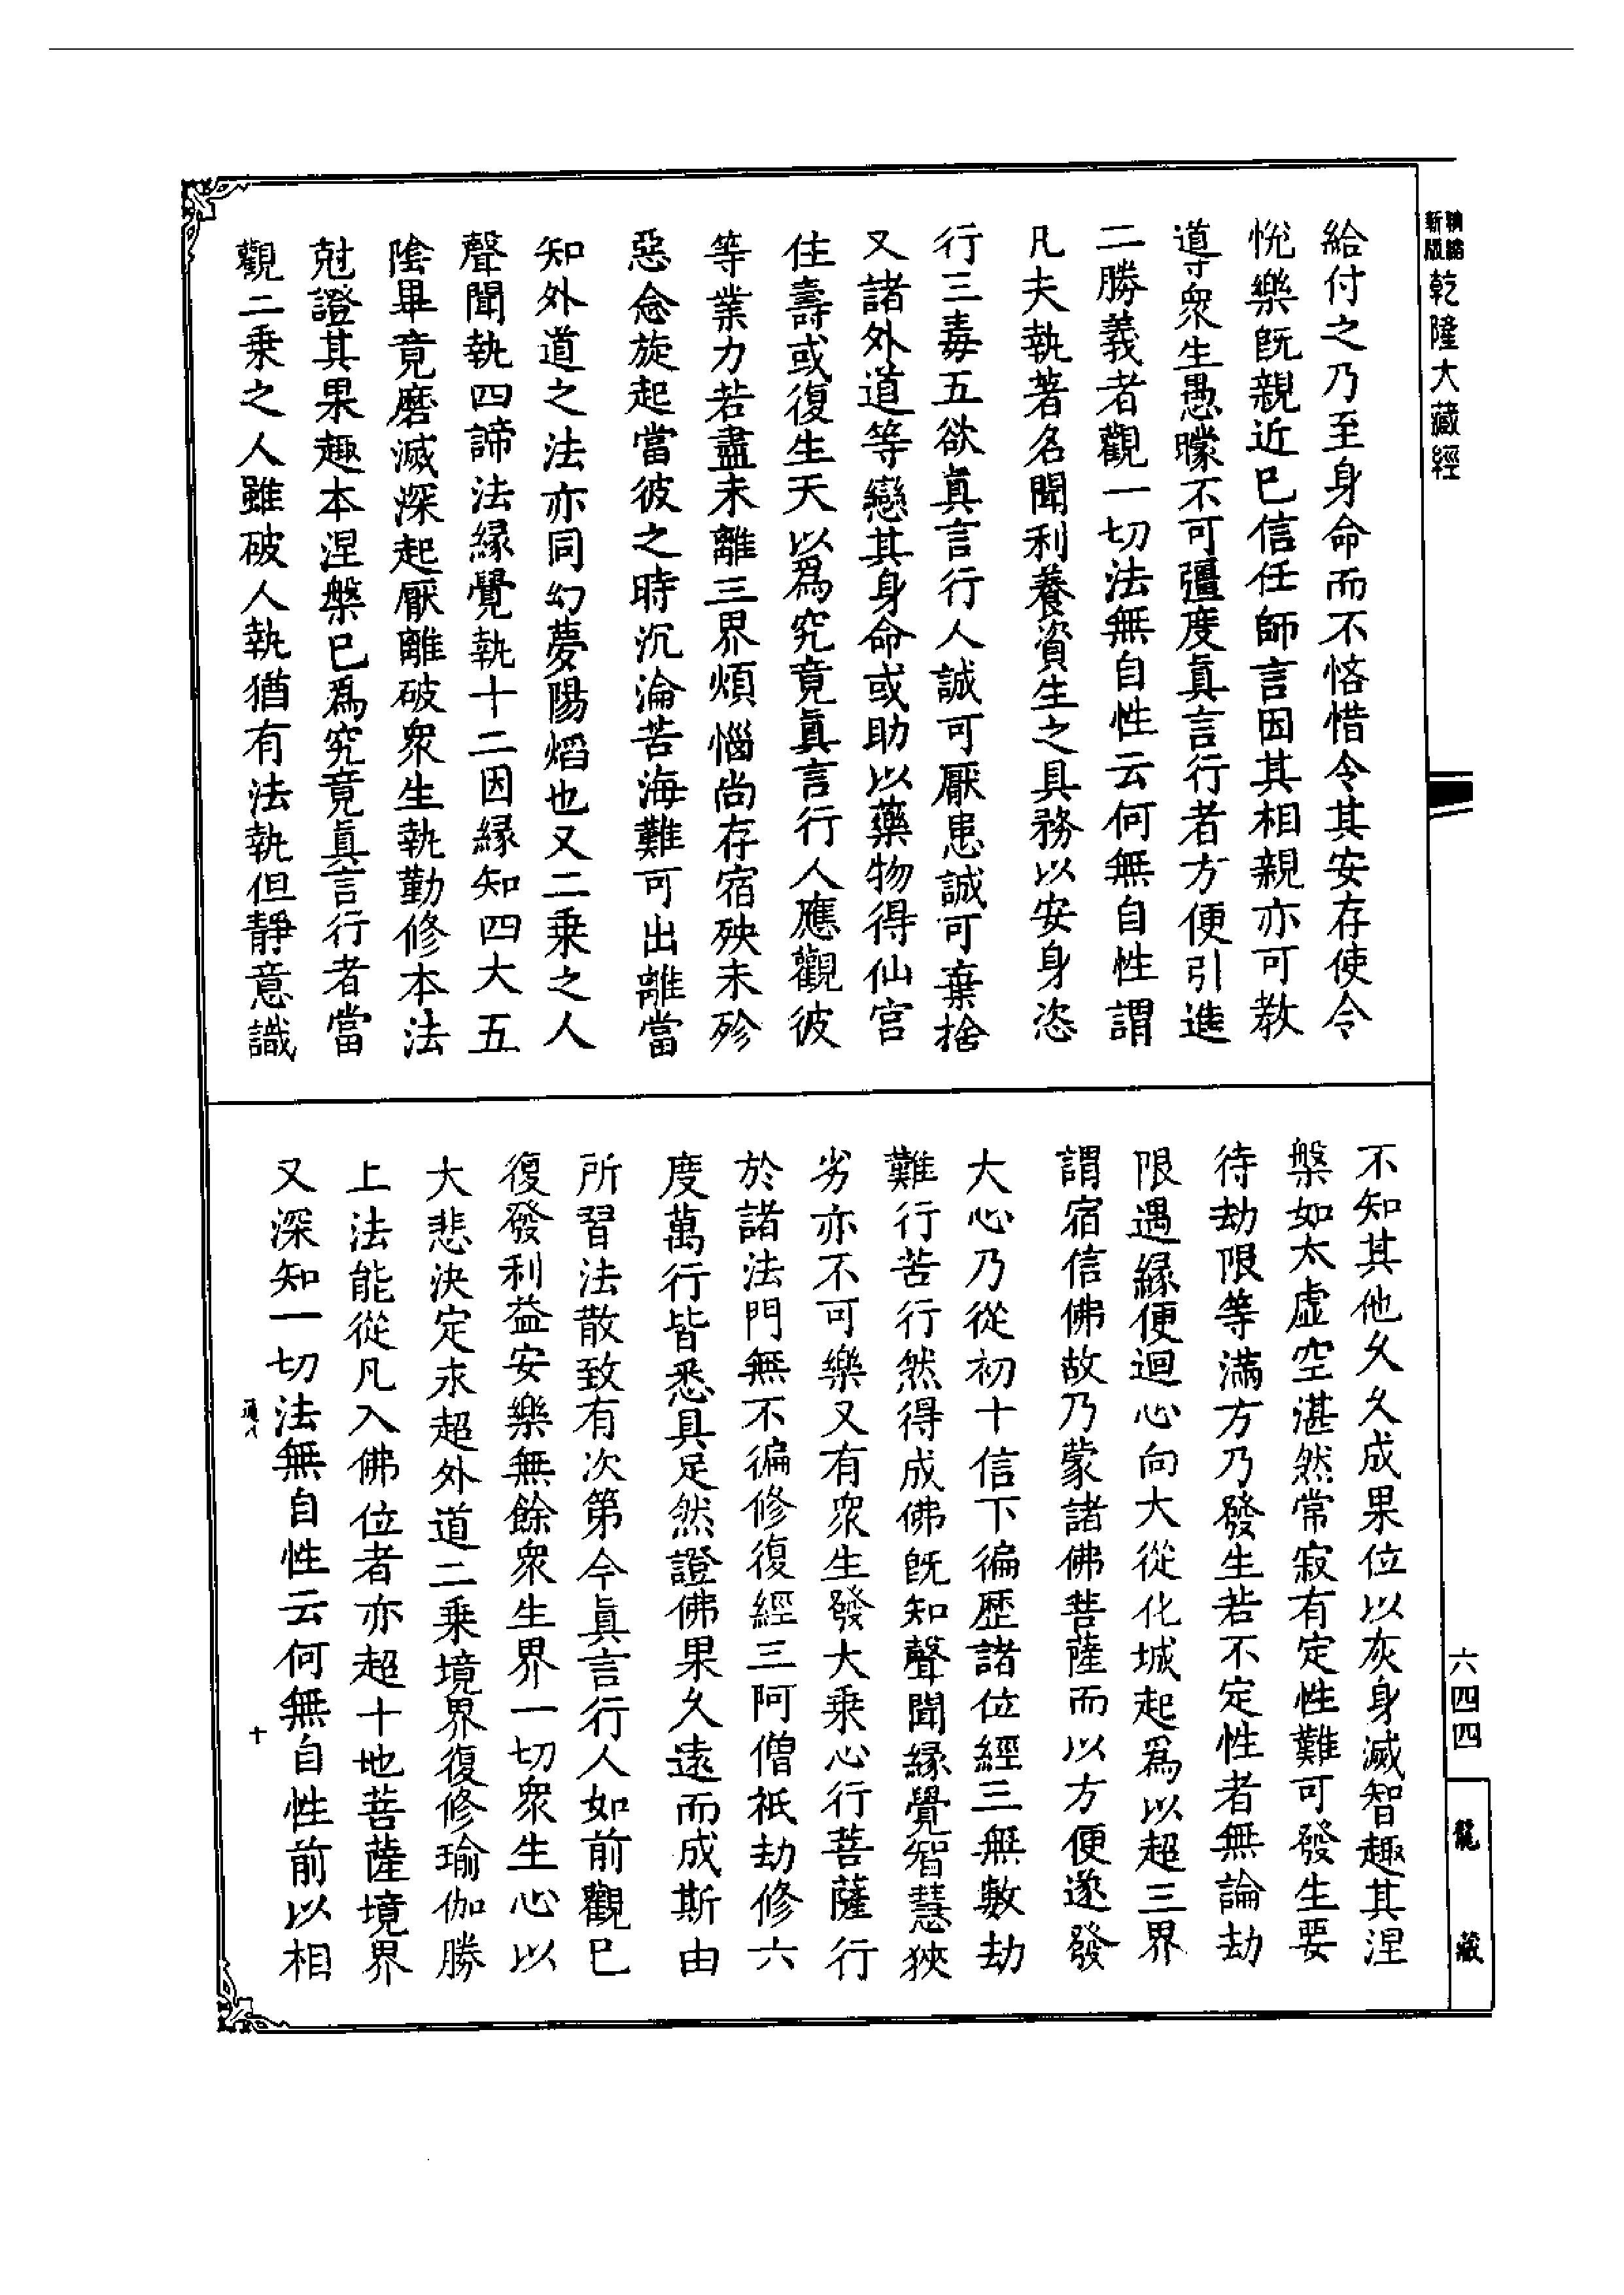 精縮新版 乾隆大藏經
給付之乃至身命而不恡惜令其安存使令
悅樂旣親近已信任師言因其相親亦可教
導衆生愚矇不可彊度眞言行者方便引進
二勝義者觀一切法無自性云何無自性謂
凡夫執著名聞利養資生之具務以安身恣
行三毒五欲眞言行人誠可厭患誠可棄捨
又諸外道等戀其身命或助以藥物得仙宮
住壽或復生天以爲究竟眞言行人應觀彼
等業力若盡未離三界煩惱尚存宿殃未殄
惡念旋起當彼之時沉淪苦海難可出離當
知外道之法亦同幻夢陽熖也又二乘之人
聲聞執四諦法緣覺執十二因緣知四大五
陰畢竟磨滅深起厭離破衆生執勤修本法
尅證其果趣本涅槃已爲究竟眞言行者當
觀二乘之人雖破人執猶有法執但靜意識
不知其他久久成果位以灰身滅智趣其涅
槃如太虛空湛然常寂有定性難可發生要
待劫限等滿方乃發生若不定性者無論劫
限遇緣便迴心向大從化城起爲以超三界
謂宿信佛故乃蒙諸佛菩薩而以方便遂發
大心乃從初十信下徧歷諸位經三無數劫
難行苦行然得成佛旣知聲聞緣覺智慧狹
劣亦不可樂又有衆生發大乘心行菩薩行
於諸法門無不徧修復經三阿僧祇劫修六
度萬行皆悉具足然證佛果久遠而成斯由
所習法散致有次第今眞言行人如前觀已
復發利益安樂無餘衆生界一切衆生心以
大悲決定求超外道二乘境界復修瑜伽勝
上法能從凡入佛位者亦超十地菩薩境界
又深知一切法無自性云何無自性前以相
十
六四四
龍藏